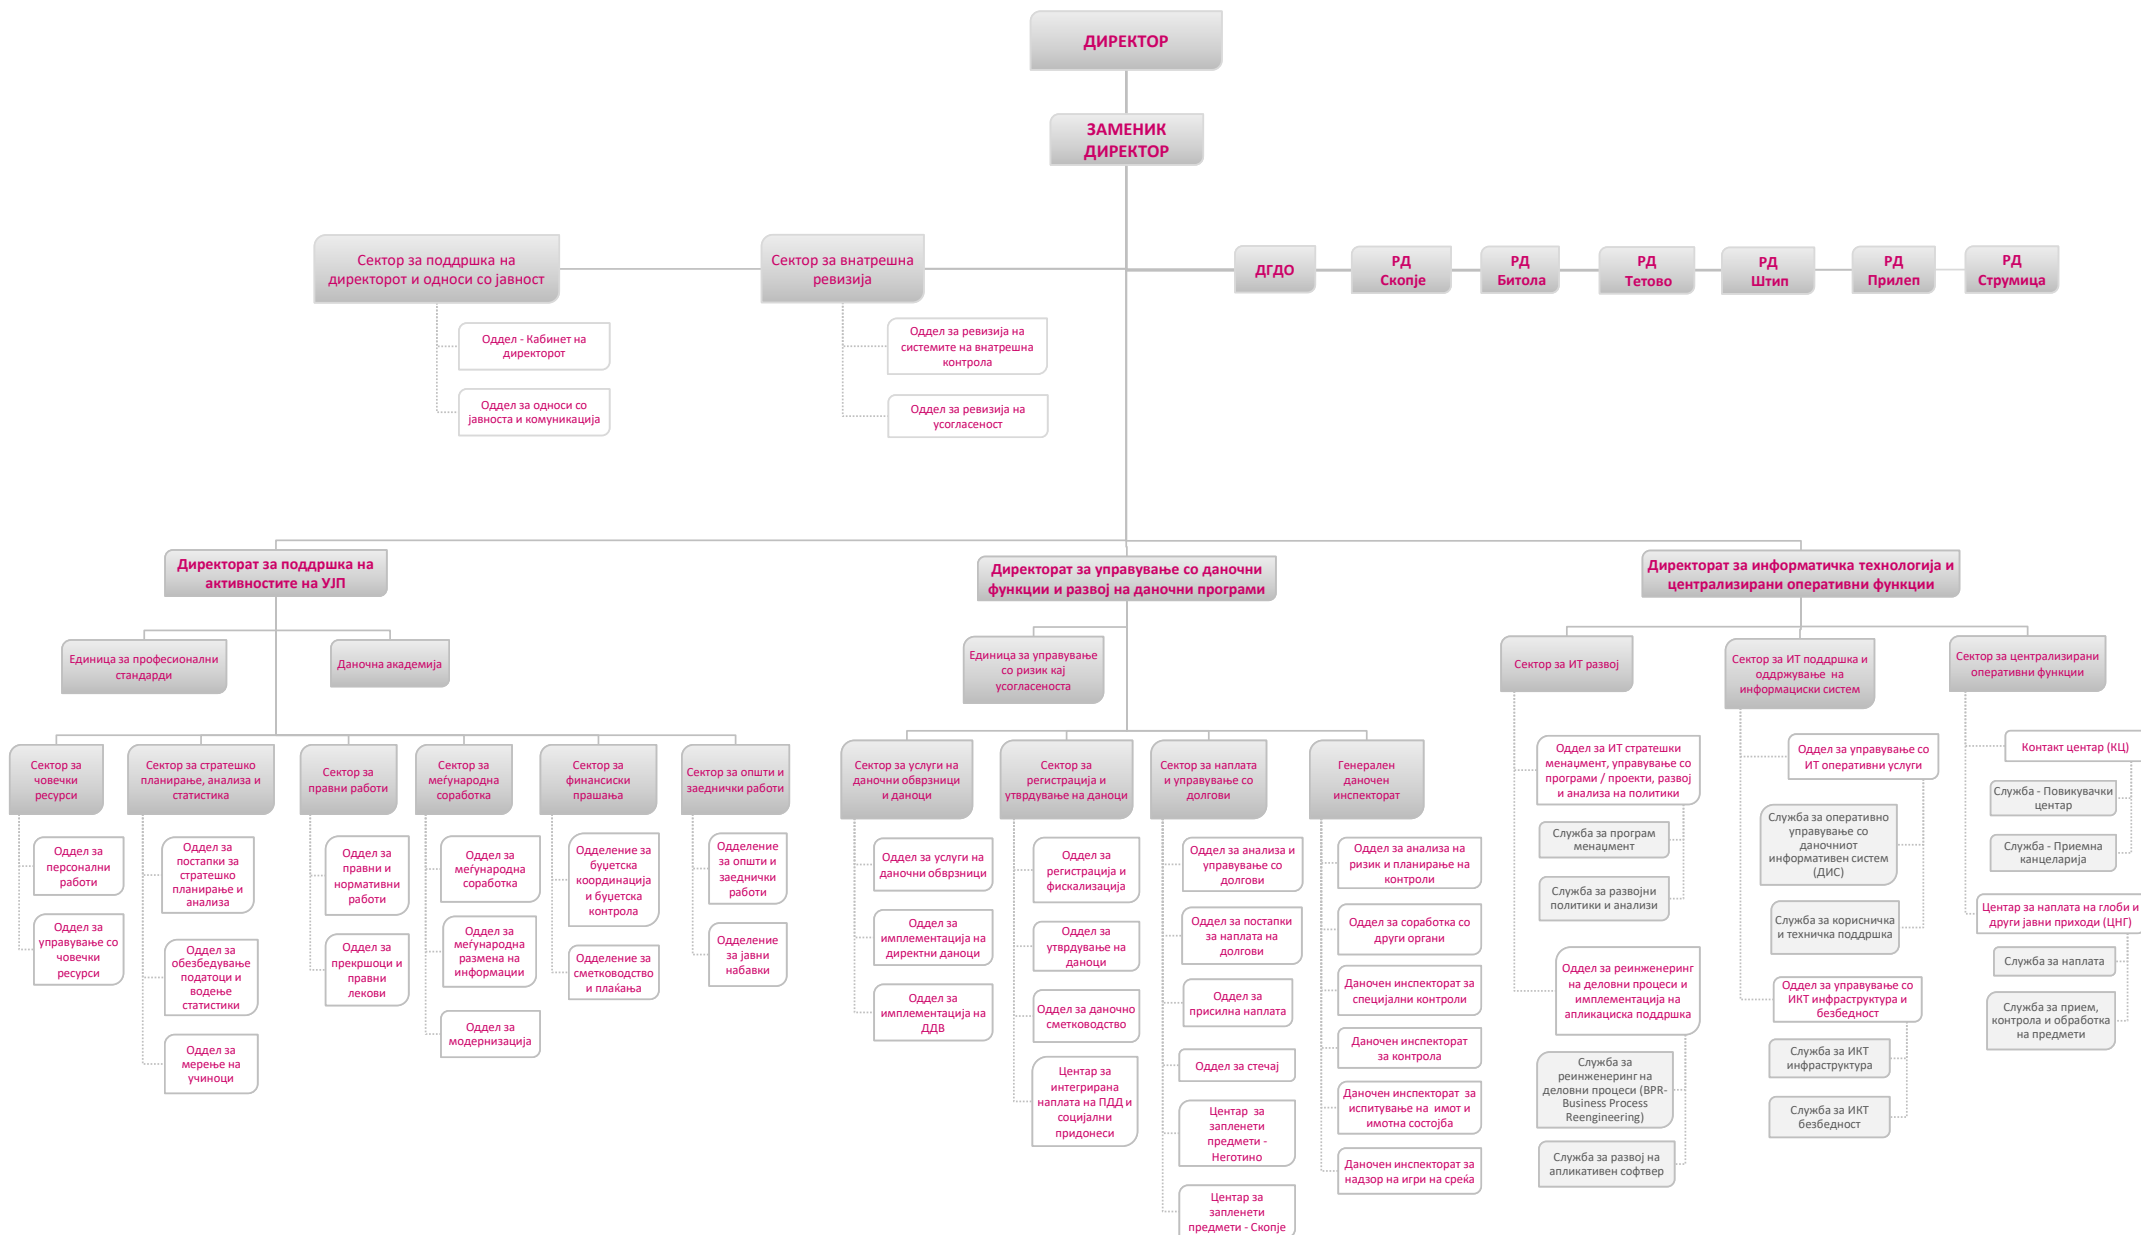 ДИРЕКТОР
ЗАМЕНИК
ДИРЕКТОР
Сектор за поддршка на
директорот и односи со јавност
Оддел - Кабинет на
директорот
Оддел за односи со
јавноста и комуникација
Сектор за внатрешна
ревизија
Оддел за ревизија на
системите на внатрешна
контрола
Оддел за ревизија на
усогласеност
ДГДО
РД
Скопје
РД
Битола
РД
Тетово
РД
Штип
РД
Прилеп
РД
Струмица
Директорат за поддршка на
активностите на УЈП
Единица за професионални
стандарди
Даночна академија
Сектор за
човечки
ресурси
Оддел за
персонални
работи
Оддел за
управување со
човечки
ресурси
Сектор за стратешко
планирање, анализа и
статистика
Оддел за
постапки за
стратешко
планирање и
анализа
Оддел за
обезбедување
податоци и
водење
статистики
Оддел за
мерење на
учиноци
Сектор за
правни работи
Оддел за
правни и
нормативни
работи
Оддел за
прекршоци и
правни
лекови
Сектор за
меѓународна
соработка
Оддел за
меѓународна
соработка
Оддел за
меѓународна
размена на
информации
Оддел за
модернизација
Сектор за
финансиски
прашања
Одделение за
буџетска
координација
и буџетска
контрола
Одделение за
сметководство
и плаќања
Сектор за општи и
заеднички работи
Одделение
за општи и
заеднички
работи
Одделение
за јавни
набавки
Директорат за управување со даночни
функции и развој на даночни програми
Единица за управување
со ризик кај
усогласеноста
Сектор за услуги на
даночни обврзници
и даноци
Оддел за услуги на
даночни обврзници
Оддел за
имплементација на
директни даноци
Оддел за
имплементација на
ДДВ
Сектор за
регистрација и
утврдување на даноци
Оддел за
регистрација и
фискализација
Оддел за
утврдување на
даноци
Оддел за даночно
сметководство
Центар за
интегрирана
наплата на ПДД и
социјални
придонеси
Сектор за наплата
и управување со
долгови
Оддел за анализа и
управување со
долгови
Оддел за постапки
за наплата на
долгови
Оддел за
присилна наплата
Оддел за стечај
Центар за
запленети
предмети -
Неготино
Центар за
запленети
предмети - Скопје
Генерален
даночен
инспекторат
Оддел за анализа на
ризик и планирање на
контроли
Оддел за соработка со
други органи
Даночен инспекторат за
специјални контроли
Даночен инспекторат
за контрола
Даночен инспекторат за
испитување на имот и
имотна состојба
Даночен инспекторат за
надзор на игри на среќа
Директорат за информатичка технологија и
централизирани оперативни функции
Сектор за ИТ развој
Оддел за ИТ стратешки
менаџмент, управување со
програми / проекти, развој
и анализа на политики
Служба за програм
менаџмент
Служба за развојни
политики и анализи
Оддел за реинженеринг
на деловни процеси и
имплементација на
апликациска поддршка
Служба за
реинженеринг на
деловни процеси (BPR-
Business Process
Reengineering)
Служба за развој на
апликативен софтвер
Сектор за ИТ поддршка и
оддржување на
информациски систем
Оддел за управување со
ИТ оперативни услуги
Служба за оперативно
управување со
даночниот
информативен систем
(ДИС)
Служба за корисничка
и техничка поддршка
Оддел за управување со
ИКТ инфраструктура и
безбедност
Служба за ИКТ
инфраструктура
Служба за ИКТ
безбедност
Сектор за централизирани
оперативни функции
Контакт центар (КЦ)
Служба - Повикувачки
центар
Служба - Приемна
канцеларија
Центар за наплата на глоби и
други јавни приходи (ЦНГ)
Служба за наплата
Служба за прием,
контрола и обработка
на предмети